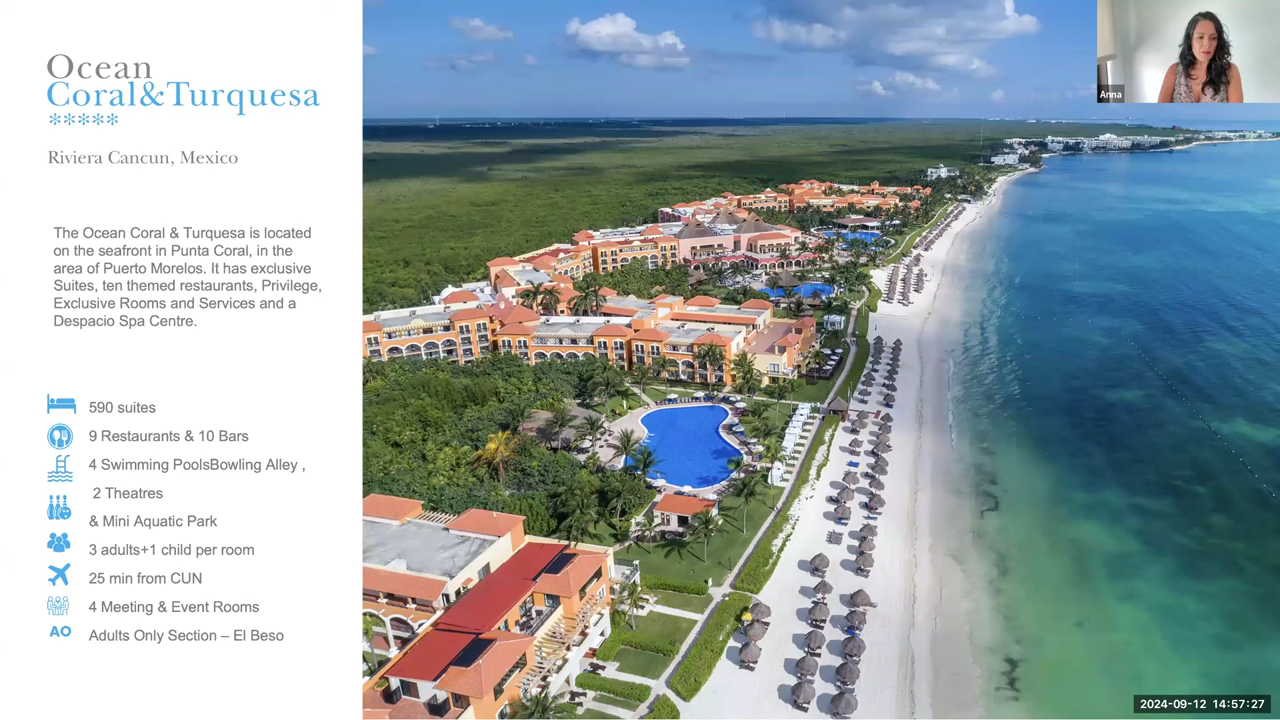 Ocean
Coral&Turquesa
*****
Riviera Cancun, Mexico
The Ocean Coral & Turquesa is located
on the seafront in Punta Coral, in the
area of Puerto Morelos. It has exclusive
Suites, ten themed restaurants, Privilege,
Exclusive Rooms and Services and a
Despacio Spa Centre.
590 suites
9 Restaurants & 10 Bars
4 Swimming PoolsBowling Alley ,
2 Theatres
& Mini Aquatic Park
3 adults+1 child per room
25 min from CUN
4 Meeting & Event Rooms
AO Adults Only Section – El Beso
Anna
2024-09-12 14:57:27